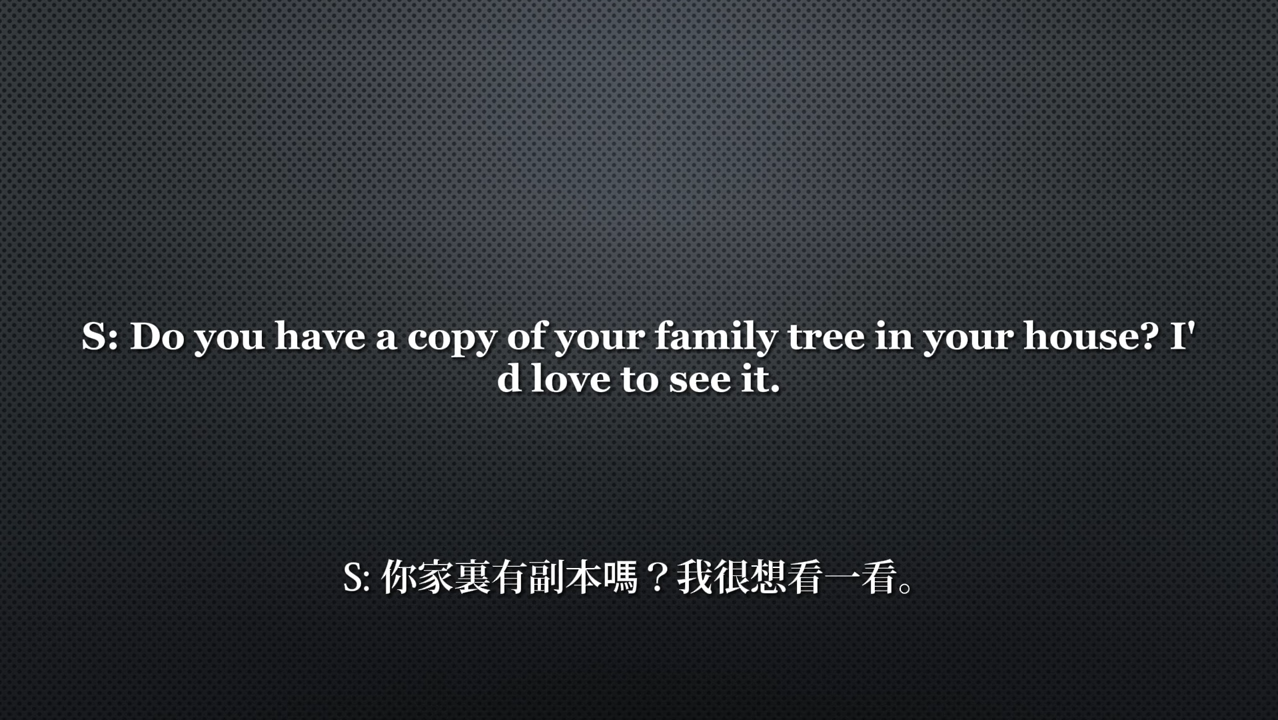 S: Do you have a copy of your family tree in your house? I'
d love to see it.
S: 你家裏有副本嗎？我很想看一看。